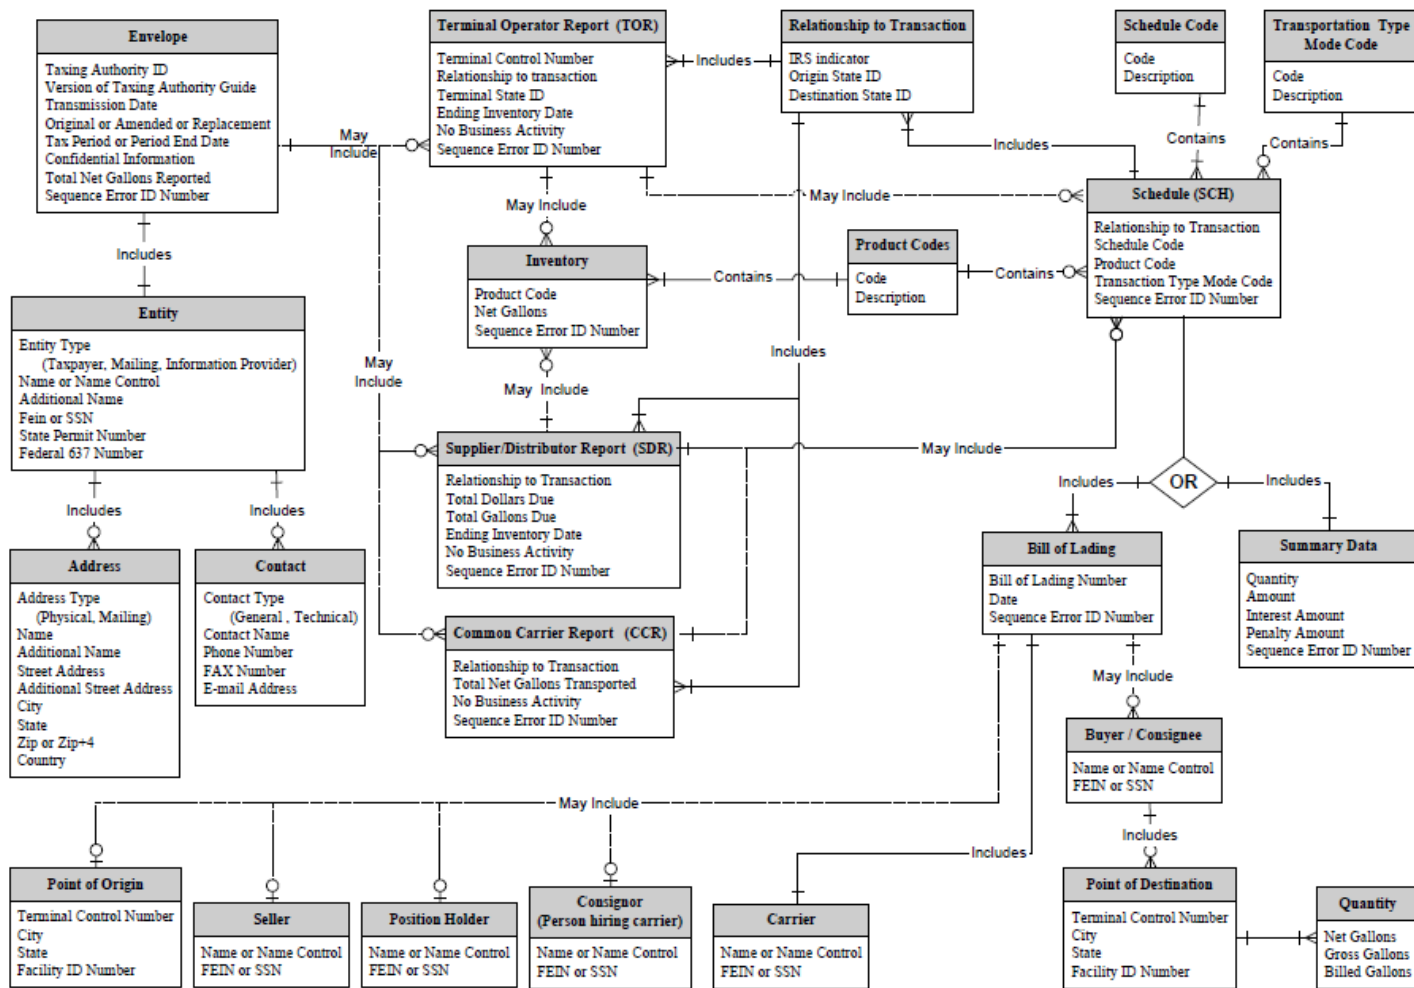 Envelope
Taxing Authority ID
Version of Taxing Authority Guide
Transmission Date
Original or Amended or Replacement
Tax Period or Period End Date
Confidential Information
Total Net Gallons Reported
Sequence Error ID Number
May
Include
Terminal Operator Report (TOR)
Terminal Control Number
Relationship to transaction
Terminal State ID
Ending Inventory Date
No Business Activity
Sequence Error ID Number
Includes
Relationship to Transaction
IRS indicator
Origin State ID
Destination State ID
Schedule Code
Code
Description
Transportation Type
Mode Code
Code
Description
Includes
Contains
Contains
May Include
May Include
Schedule (SCH)
Relationship to Transaction
Schedule Code
Product Code
Transaction Type Mode Code
Sequence Error ID Number
Product Codes
Code
Description
Contains
Contains
Inventory
Product Code
Net Gallons
Sequence Error ID Number
Includes
Entity
Entity Type
(Taxpayer, Mailing, Information Provider)
Name or Name Control
Additional Name
Fein or SSN
State Permit Number
Federal 637 Number
May
Include
May Include
Includes
Supplier/Distributor Report (SDR)
Relationship to Transaction
Total Dollars Due
Total Gallons Due
Ending Inventory Date
No Business Activity
Sequence Error ID Number
May Include
Includes
OR
Includes
Includes
Includes
Address
Address Type
(Physical, Mailing)
Name
Additional Name
Street Address
Additional Street Address
City
State
Zip or Zip+4
Country
Contact
Contact Type
(General , Technical)
Contact Name
Phone Number
FAX Number
E-mail Address
Common Carrier Report (CCR)
Relationship to Transaction
Total Net Gallons Transported
No Business Activity
Sequence Error ID Number
Bill of Lading
Bill of Lading Number
Date
Sequence Error ID Number
Summary Data
Quantity
Amount
Interest Amount
Penalty Amount
Sequence Error ID Number
May Include
Buyer / Consignee
Name or Name Control
FEIN or SSN
May Include
Includes
Includes
Point of Origin
Terminal Control Number
City
State
Facility ID Number
Seller
Name or Name Control
FEIN or SSN
Position Holder
Name or Name Control
FEIN or SSN
Consignor
(Person hiring carrier)
Name or Name Control
FEIN or SSN
Carrier
Name or Name Control
FEIN or SSN
Point of Destination
Terminal Control Number
City
State
Facility ID Number
Quantity
Net Gallons
Gross Gallons
Billed Gallons